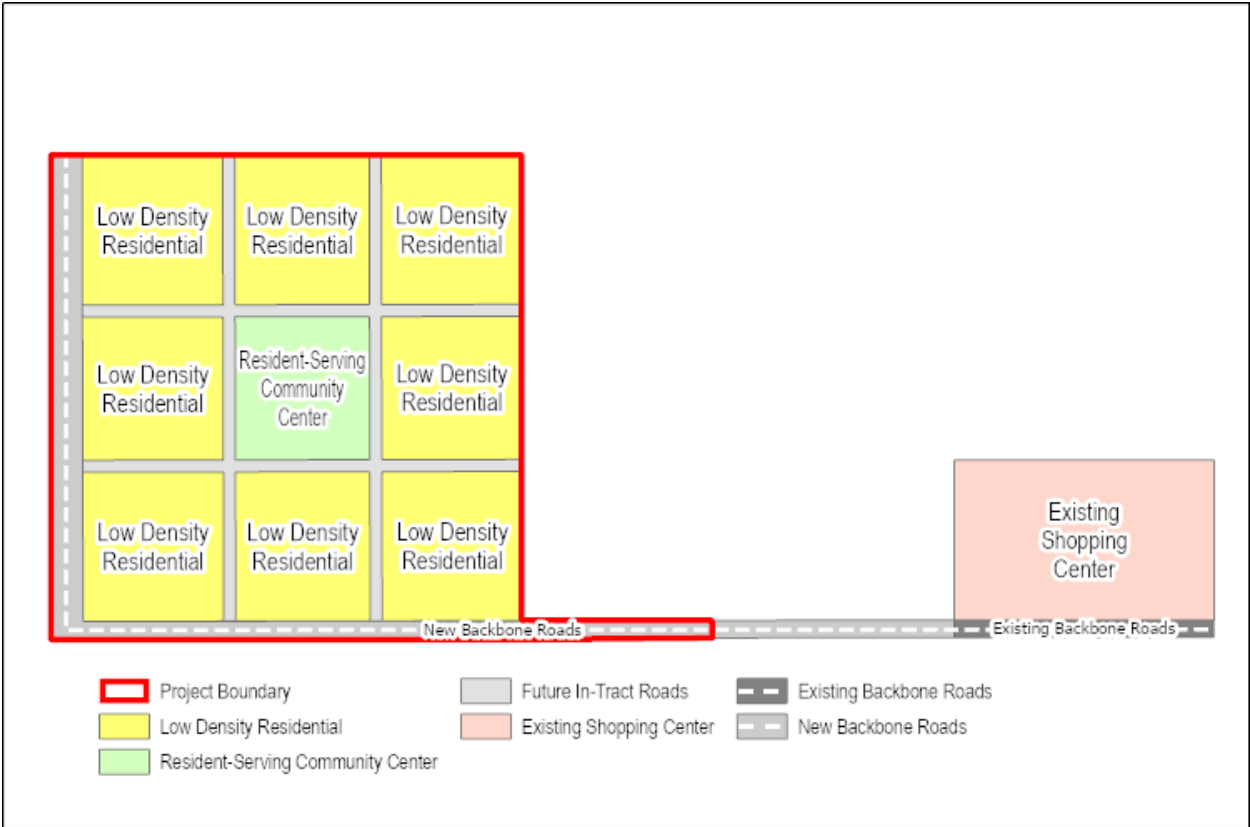 Low Density
Residential
Low Density
Residential
Low Density
Residential
Low Density
Residential
Resident-Serving
Community
Center
Low Density
Residential
Low Density
Residential
Low Density
Residential
Low Density
Residential
Existing
Shopping
Center
New Backbone Roads
Existing Backbone Roads
Project Boundary
Low Density Residential
Resident-Serving Community Center
Future In-Tract Roads
Existing Shopping Center
Existing Backbone Roads
New Backbone Roads